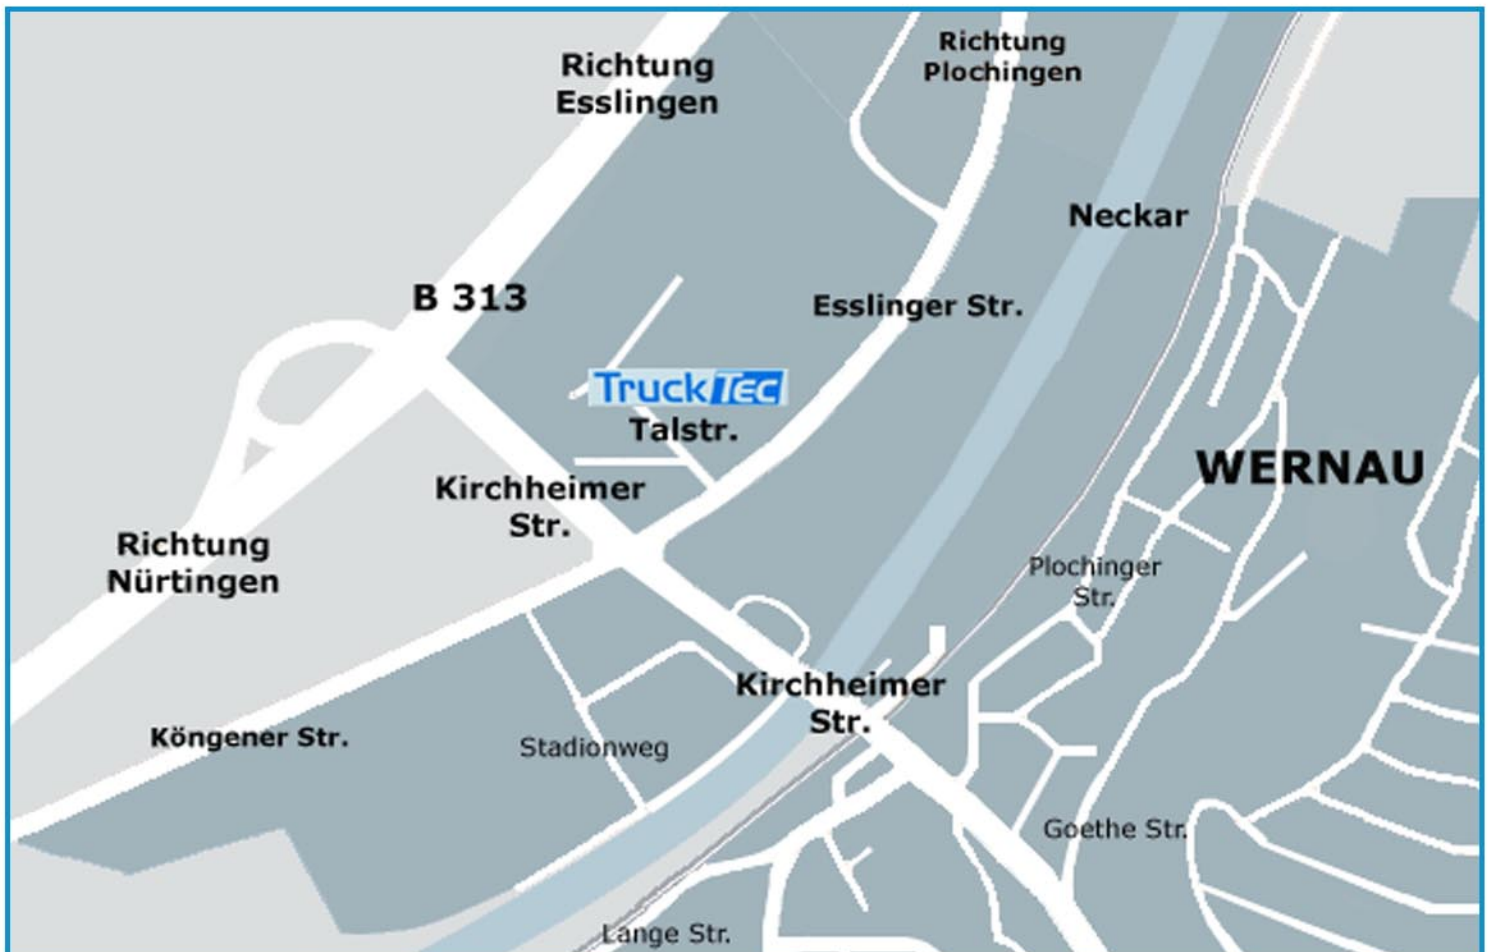 Richtung
Esslingen
Richtung
Plochingen
Neckar
B 313
Esslinger Str.
TruckTec
Talstr.
WERNAU
Kirchheimer
Str.
Richtung
Nürtingen
Plochinger
Str.
Kirchheimer
Str.
Köngener Str.
Stadionweg
Goethe Str.
Lange Str.